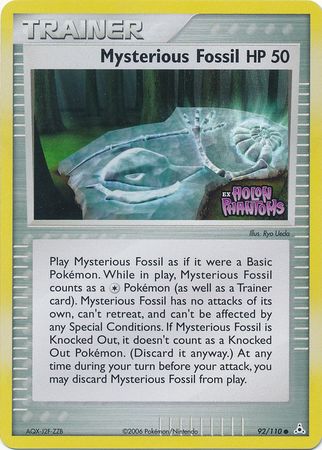 TRAINER
Mysterious Fossil HP 50
EX HOLON
PHANTOMS
Illus. Ryo Ueda
Play Mysterious Fossil as if it were a Basic
Pokémon. While in play, Mysterious Fossil
counts as a Pokémon (as well as a Trainer
card). Mysterious Fossil has no attacks of its
own, can't retreat, and can't be affected by
any Special Conditions. If Mysterious Fossil is
Knocked Out, it doesn't count as a Knocked
Out Pokémon. (Discard it anyway.) At any
time during your turn before your attack, you
may discard Mysterious Fossil from play.
AQX-J2F-ZZB ©2006 Pokémon/Nintendo 92/110 ●